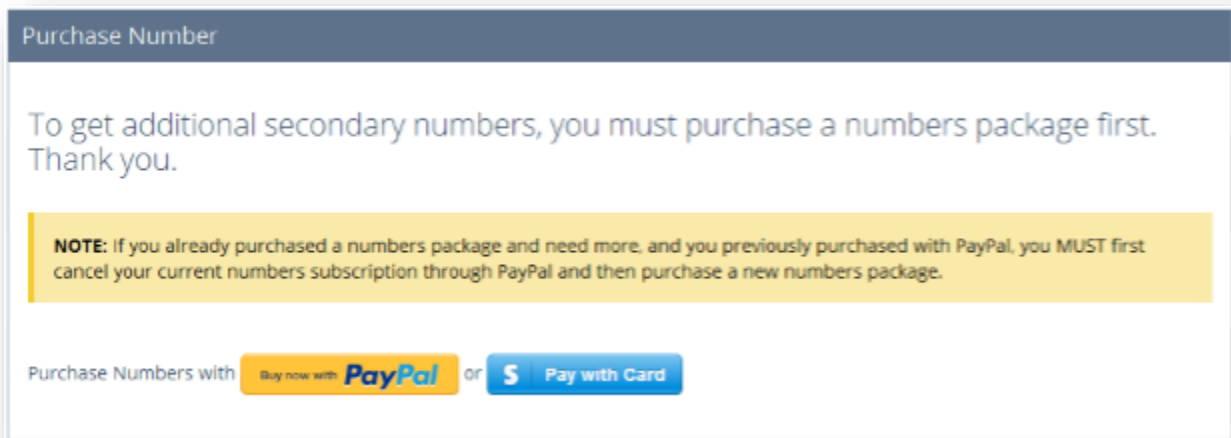 Purchase Number
To get additional secondary numbers, you must purchase a numbers package first.
Thank you.
NOTE: If you already purchased a numbers package and need more, and you previously purchased with PayPal, you MUST first
cancel your current numbers subscription through PayPal and then purchase a new numbers package.
Purchase Numbers with Buy now with PayPal or S Pay with Card